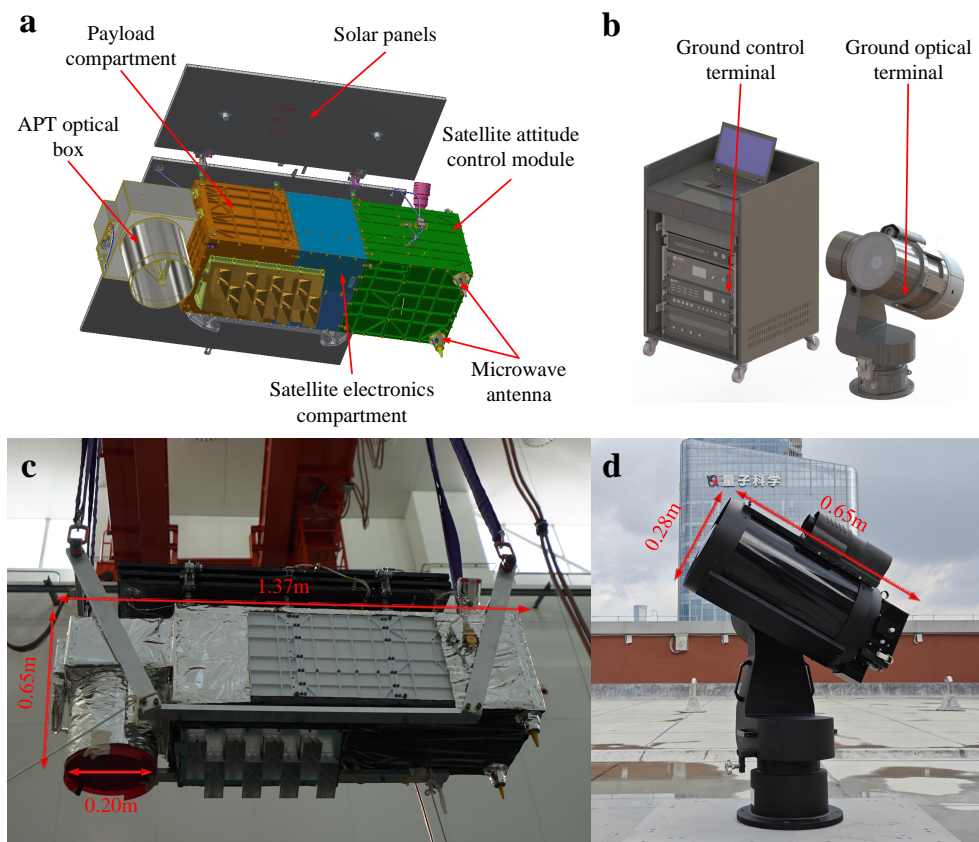 a
Payload
compartment
Solar panels
APT optical
box
Satellite attitude
control module
Satellite electronics
compartment
Microwave
antenna
b
Ground control
terminal
Ground optical
terminal
c
1.37m
0.65m
0.20m
d
量子科学
0.28m
0.65m